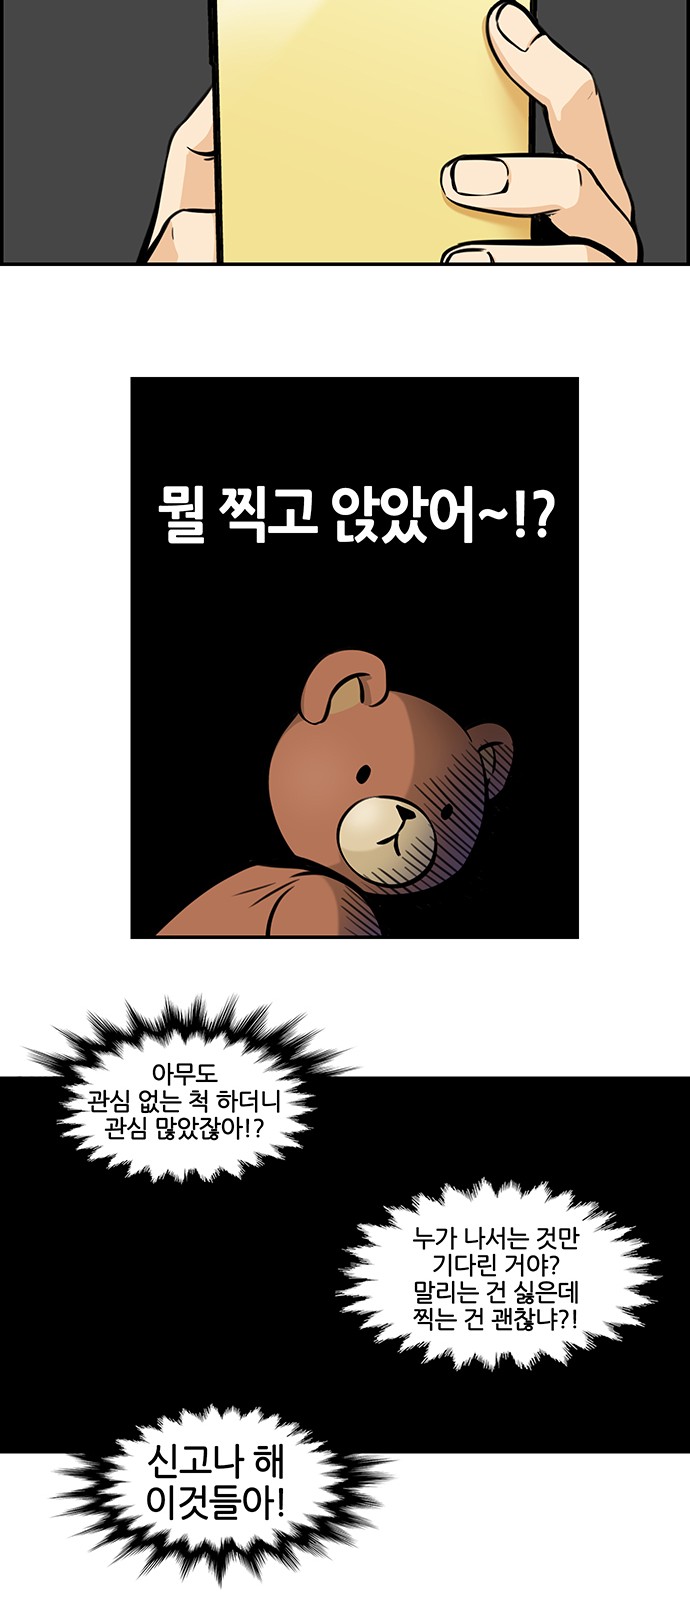 뭘 찍고 앉았어~!?
아무도
관심 없는 척 하더니
관심 많았잖아!?
누가 나서는 것만
기다린 거야?
말리는 건 싫은데
찍는 건 괜찮냐?!
신고나 해
이것들아!